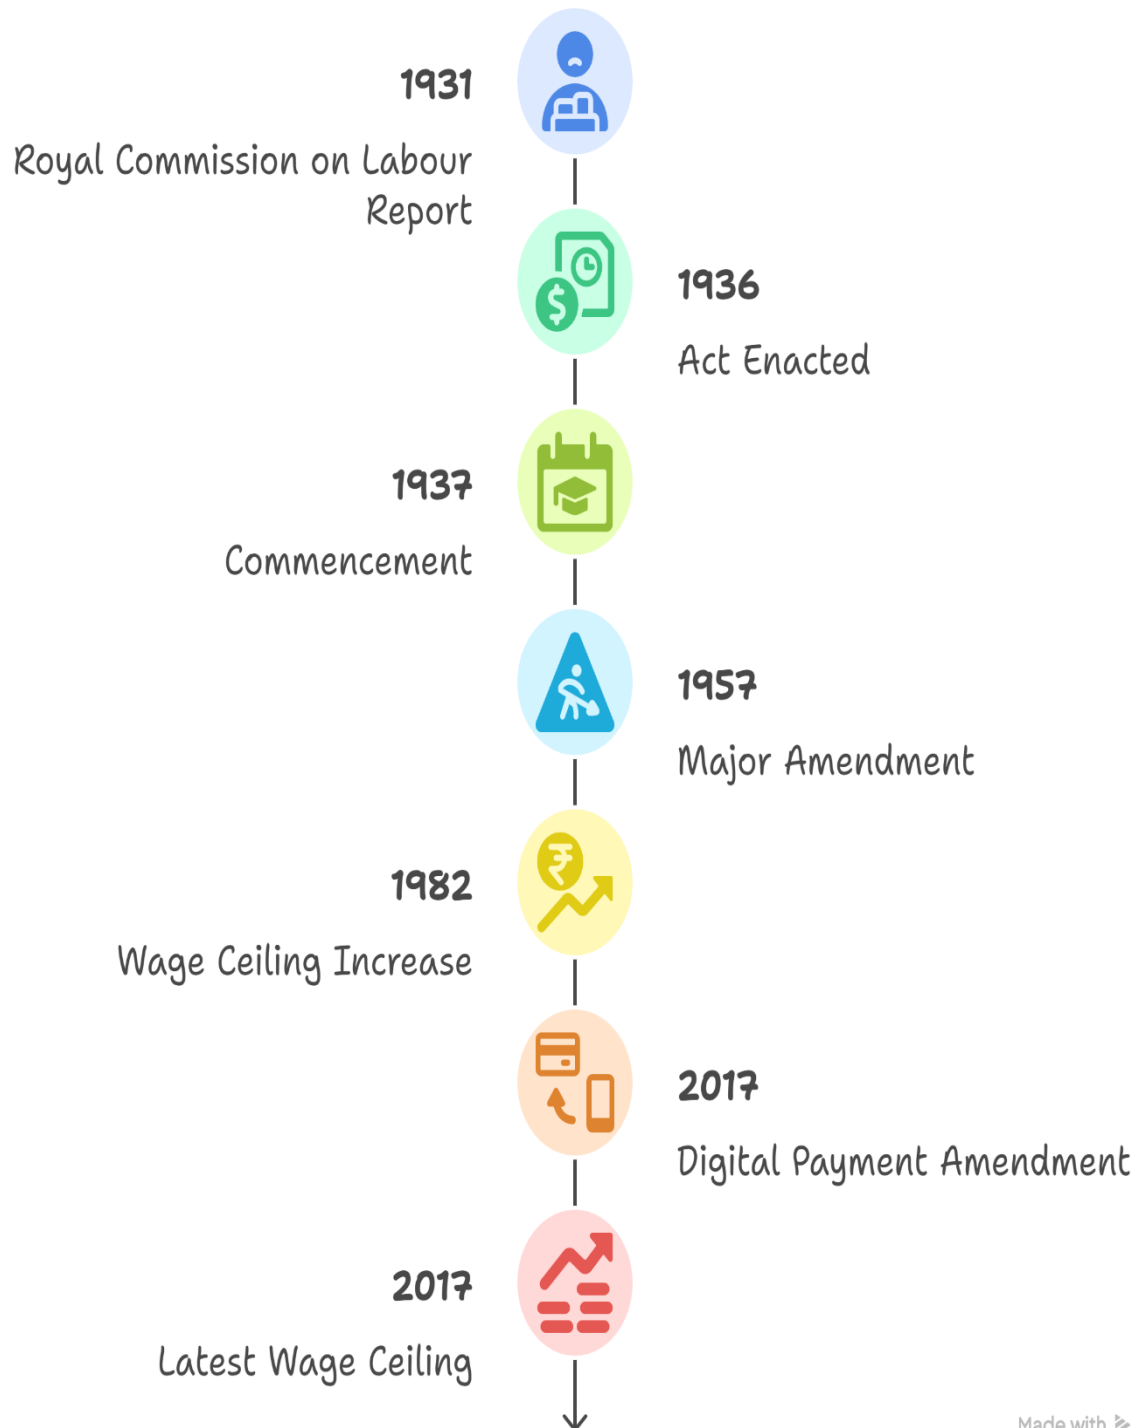 1931
Royal Commission on Labour
Report
1936
Act Enacted
1937
Commencement
1957
Major Amendment
1982
Wage Ceiling Increase
2017
Digital Payment Amendment
2017
Latest Wage Ceiling
Made with